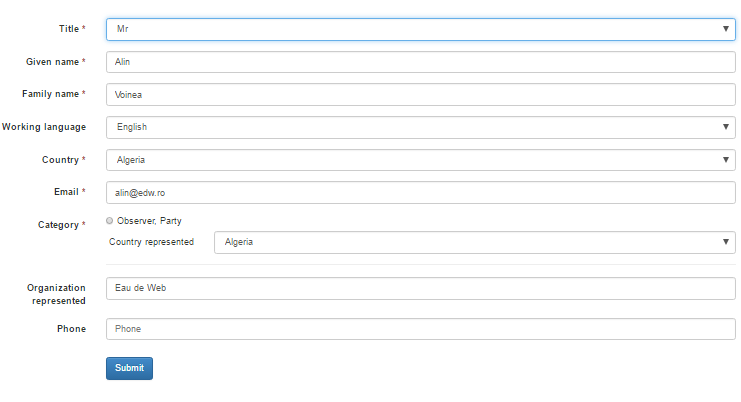 Title * Mr
Given name * Alin
Family name * Voinea
Working language English
Country * Algeria
Email * alin@edw.ro
Category * Observer, Party
Country represented Algeria
Organization represented Eau de Web
Phone Phone
Submit